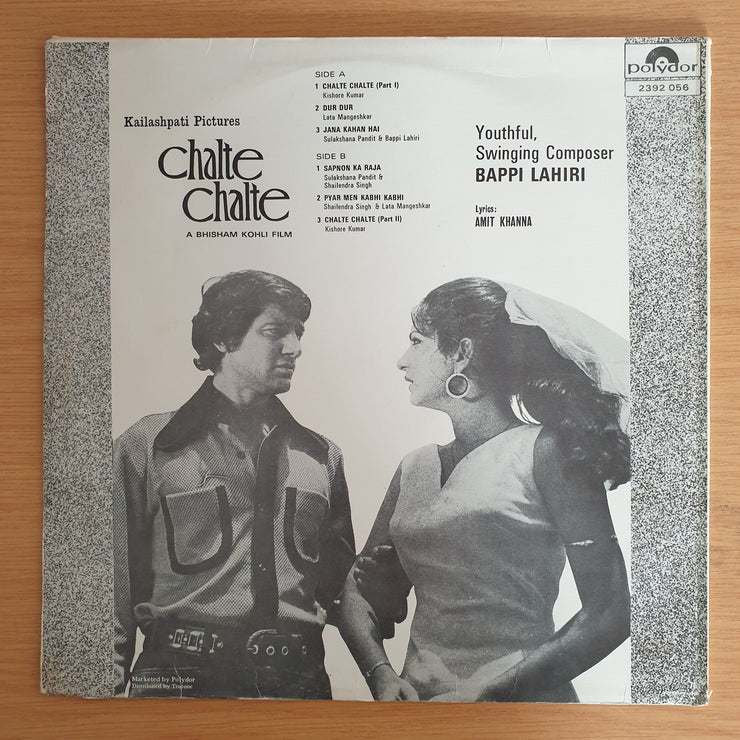 SIDE A
1 CHALTE CHALTE (Part I)
Kishore Kumar
2 DUR DUR
Lata Mangeshkar
3 JANA KAHAN HAI
Sulakshana Pandit & Bappi Lahiri
SIDE B
1 SAPNON KA RAJA
Sulakshana Pandit &
Shailendra Singh
2 PYAR MEN KABHI KABHI
Shailendra Singh & Lata Mangeshkar
3 CHALTE CHALTE (Part II)
Kishore Kumar
Kailashpati Pictures
Chalte
Chalte
A BHISHAM KOHLI FILM
Polydor
2392 056
Youthful,
Swinging Composer
BAPPI LAHIRI
Lyrics:
AMIT KHANNA
Marketed by Polydor
Distributed by Trutone